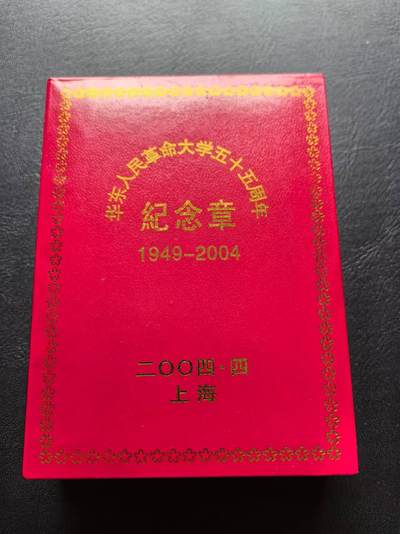 华东人民革命大学五十五周年
紀念章
1949-2004
二〇〇四·四
上海